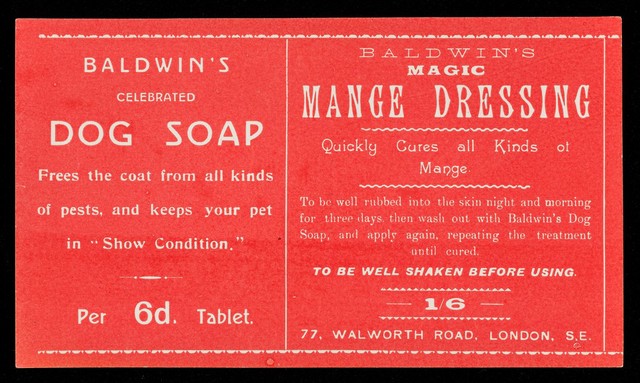 BALDWIN'S
CELEBRATED
DOG SOAP
Frees the coat from all kinds
of pests, and keeps your pet
in "Show Condition."
Per 6d. Tablet.
BALDWIN'S
MAGIC
MANGE DRESSING
Quickly Cures all Kinds of
Mange
To be well rubbed into the skin night and morning
for three days, then wash out with Baldwin's Dog
Soap, and apply again, repeating the treatment
until cured.
TO BE WELL SHAKEN BEFORE USING.
1/6
77, WALWORTH ROAD, LONDON, S.E.